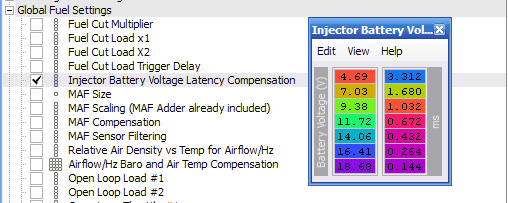 Global Fuel Settings
Fuel Cut Multiplier
Fuel Cut Load x1
Fuel Cut Load X2
Fuel Cut Load Trigger Delay
Injector Battery Voltage Latency Compensation
MAF Size
MAF Scaling (MAF Adder already included)
MAF Compensation
MAF Sensor Filtering
Relative Air Density vs Temp for Airflow/Hz
Airflow/Hz Baro and Air Temp Compensation
Open Loop Load #1
Open Loop Load #2
Injector Battery Vol...
Edit View Help
Battery Voltage (V)
4.69 3.312
7.03 1.680
9.38 1.032
11.72 0.672
14.06 0.432
16.41 0.264
18.68 0.144
ms